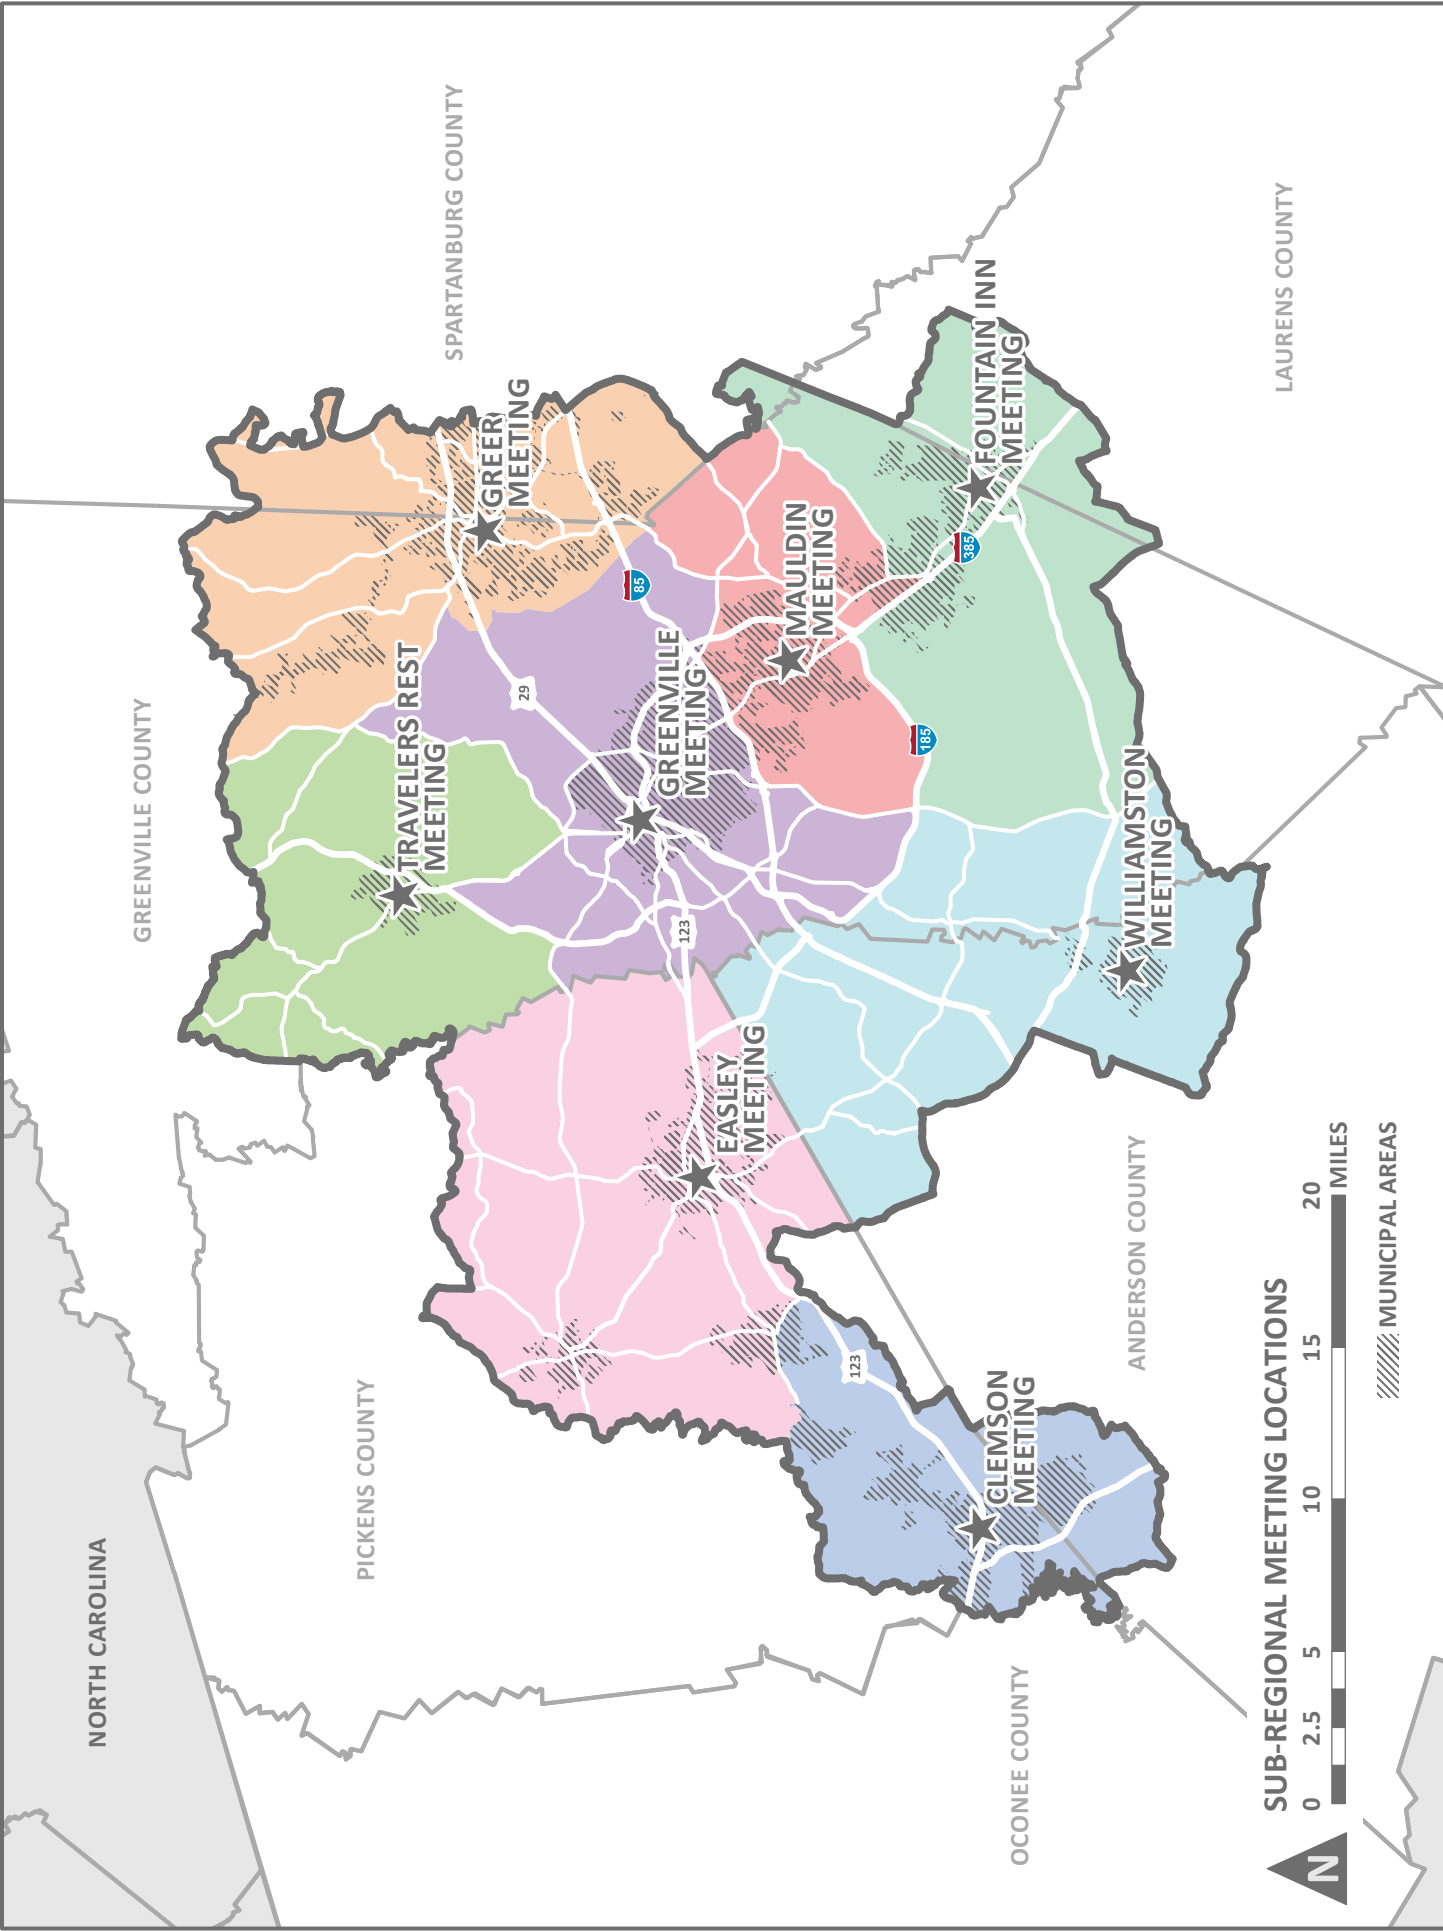 NORTH CAROLINA
GREENVILLE COUNTY
PICKENS COUNTY
SPARTANBURG COUNTY
TRAVELERS REST
MEETING
GREER
MEETING
29
85
GREENVILLE
MEETING
123
EASLEY
MEETING
MAULDIN
MEETING
123
185
385
FOUNTAIN INN
MEETING
CLEMSON
MEETING
WILLIAMSTON
MEETING
OCONEE COUNTY
ANDERSON COUNTY
LAURENS COUNTY
SUB-REGIONAL MEETING LOCATIONS
0 2.5 5 10 15 20
MILES
MUNICIPAL AREAS
N